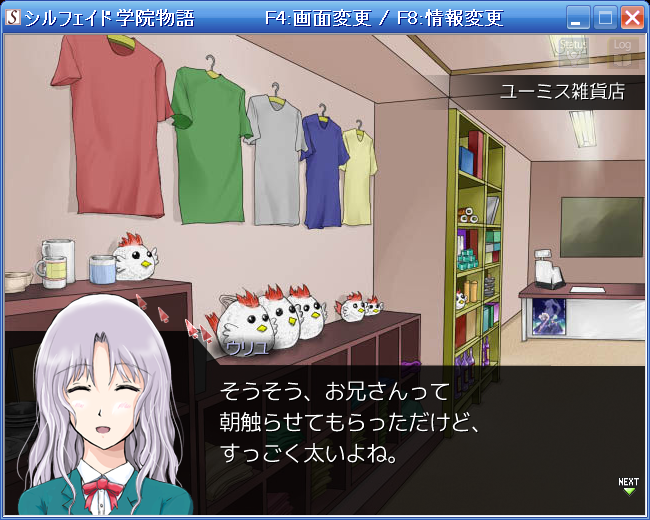 シルフェイド学院物語 F4:画面変更 / F8:情報変更
Status
Log
ユーミス雑貨店
ウリユ
そうそう、お兄さんって
朝触らせてもらっただけど、
すっごく太いよね。
NEXT